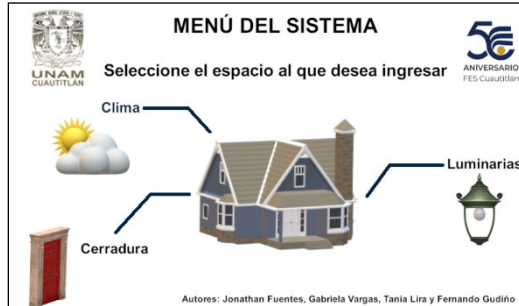 MENÚ DEL SISTEMA
Seleccione el espacio al que desea ingresar
UNAM
CUAUTITLÁN
50
ANIVERSARIO
FES Cuautitlán
Clima
Luminarias
Cerradura
Autores: Jonathan Fuentes, Gabriela Vargas, Tania Lira y Fernando Gudiño